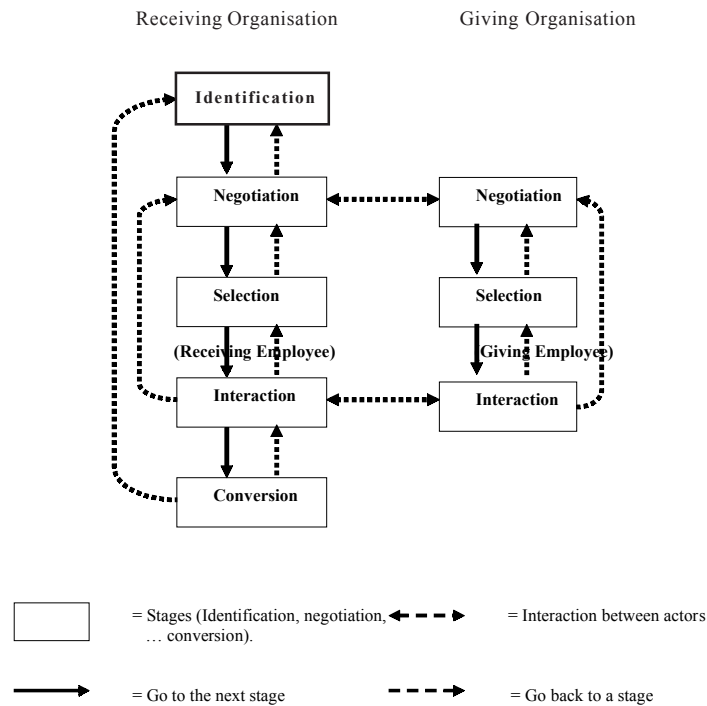 Receiving Organisation Giving Organisation
Identification
Negotiation Negotiation
Selection Selection
(Receiving Employee) Giving Employee)
Interaction Interaction
Conversion
= Stages (Identification, negotiation, = Interaction between actors
… conversion).
= Go to the next stage = Go back to a stage